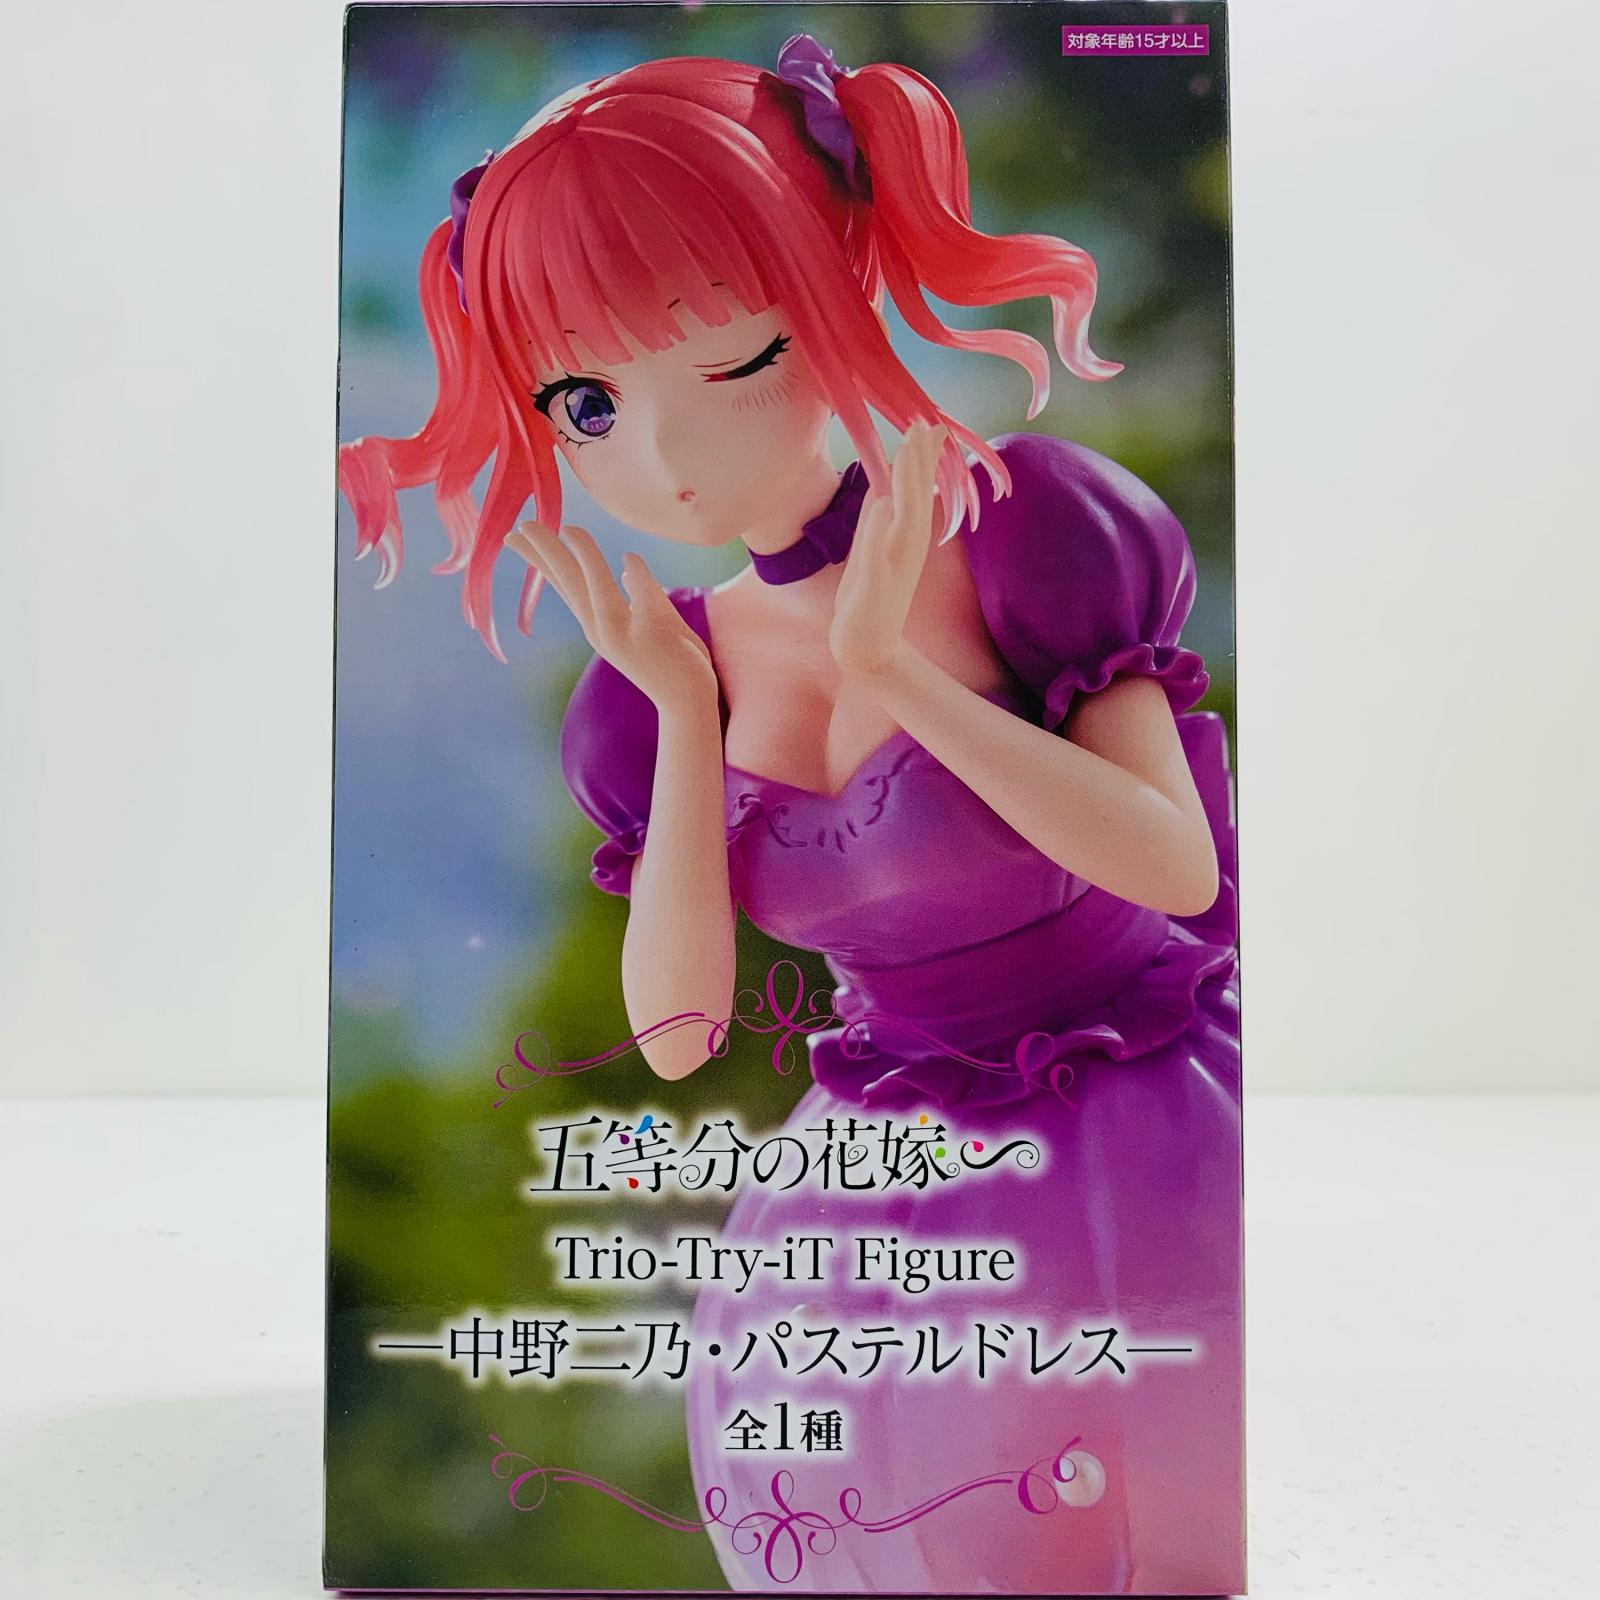 対象年齢15才以上
五等分の花嫁∽
Trio-Try-iT Figure
―中野二乃・パステルドレス―
全1種